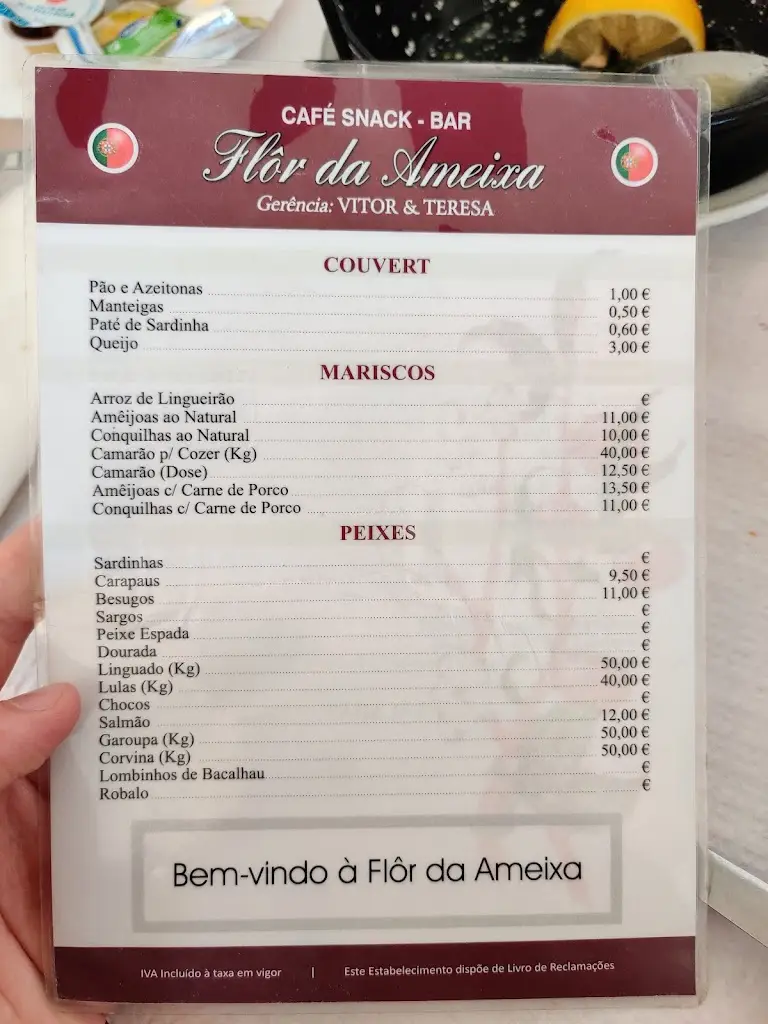 CAFÉ SNACK - BAR
Flôr da Ameixa
Gerência: VITOR & TERESA
COUVERT
Pão e Azeitonas 1,00 €
Manteigas 0,50 €
Paté de Sardinha 0,60 €
Queijo 3,00 €
MARISCOS
Arroz de Lingueirão €
Amêijoas ao Natural 11,00 €
Conquilhas ao Natural 10,00 €
Camarão p/ Cozer (Kg) 40,00 €
Camarão (Dose) 12,50 €
Amêijoas c/ Carne de Porco 13,50 €
Conquilhas c/ Carne de Porco 11,00 €
PEIXES
Sardinhas €
Carapaus 9,50 €
Besugos 11,00 €
Sargos €
Peixe Espada €
Dourada €
Linguado (Kg) 50,00 €
Lulas (Kg) 40,00 €
Chocos €
Salmão 12,00 €
Garoupa (Kg) 50,00 €
Corvina (Kg) 50,00 €
Lombinhos de Bacalhau €
Robalo €
Bem-vindo à Flôr da Ameixa
IVA Incluído à taxa em vigor | Este Estabelecimento dispõe de Livro de Reclamações